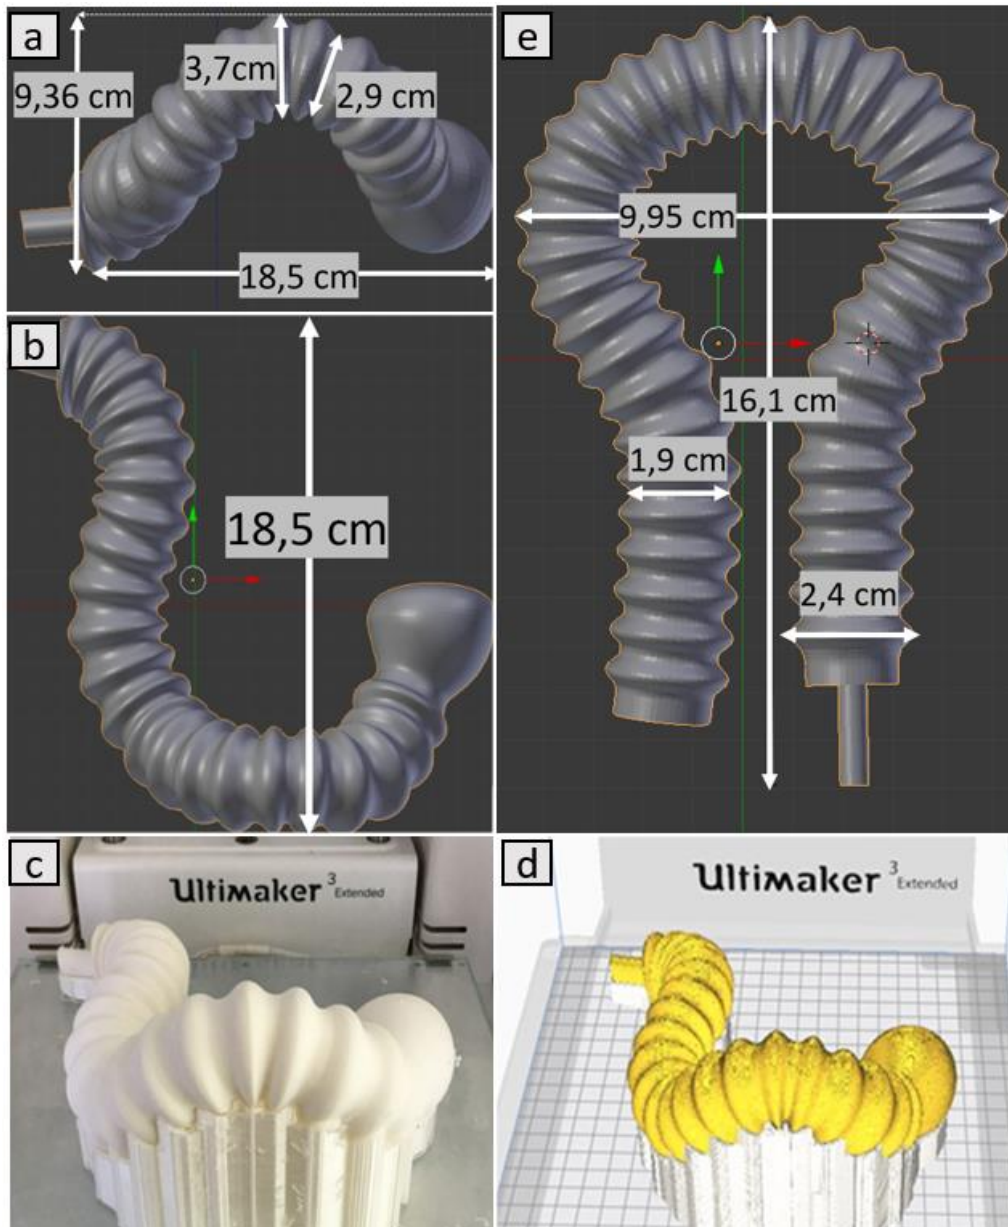 a
3,7cm
9,36 cm
2,9 cm
18,5 cm
b
18,5 cm
e
9,95 cm
16,1 cm
1,9 cm
2,4 cm
c
Ultimaker 3 Extended
d
Ultimaker 3 Extended